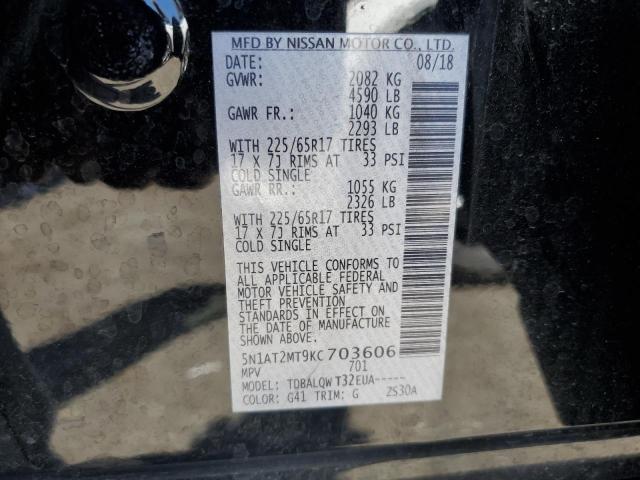 MFD BY NISSAN MOTOR CO., LTD.
DATE: 08/18
GVWR: 2082 KG
4590 LB
GAWR FR.: 1040 KG
2293 LB
WITH 225/65R17 TIRES
17 X 7J RIMS AT 33 PSI
COLD SINGLE
GAWR RR.: 1055 KG
2326 LB
WITH 225/65R17 TIRES
17 X 7J RIMS AT 33 PSI
COLD SINGLE
THIS VEHICLE CONFORMS TO
ALL APPLICABLE FEDERAL
MOTOR VEHICLE SAFETY AND
THEFT PREVENTION
STANDARDS IN EFFECT ON
THE DATE OF MANUFACTURE.
5N1AT2MT9KC703606
MPV 701
MODEL: TDBALQW T32EUA-----
COLOR: G41 TRIM: G ZS30A